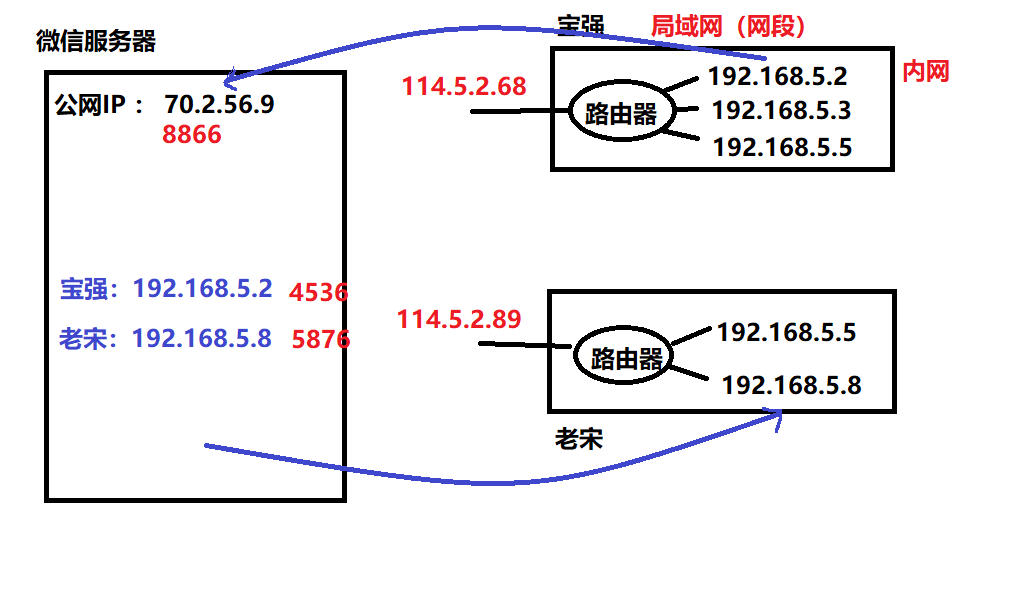 微信服务器
公网IP ： 70.2.56.9
8866
宝强：192.168.5.2 4536
老宋：192.168.5.8 5876
宝强 局域网（网段）
内网
114.5.2.68
路由器
192.168.5.2
192.168.5.3
192.168.5.5
114.5.2.89
路由器
192.168.5.5
192.168.5.8
老宋